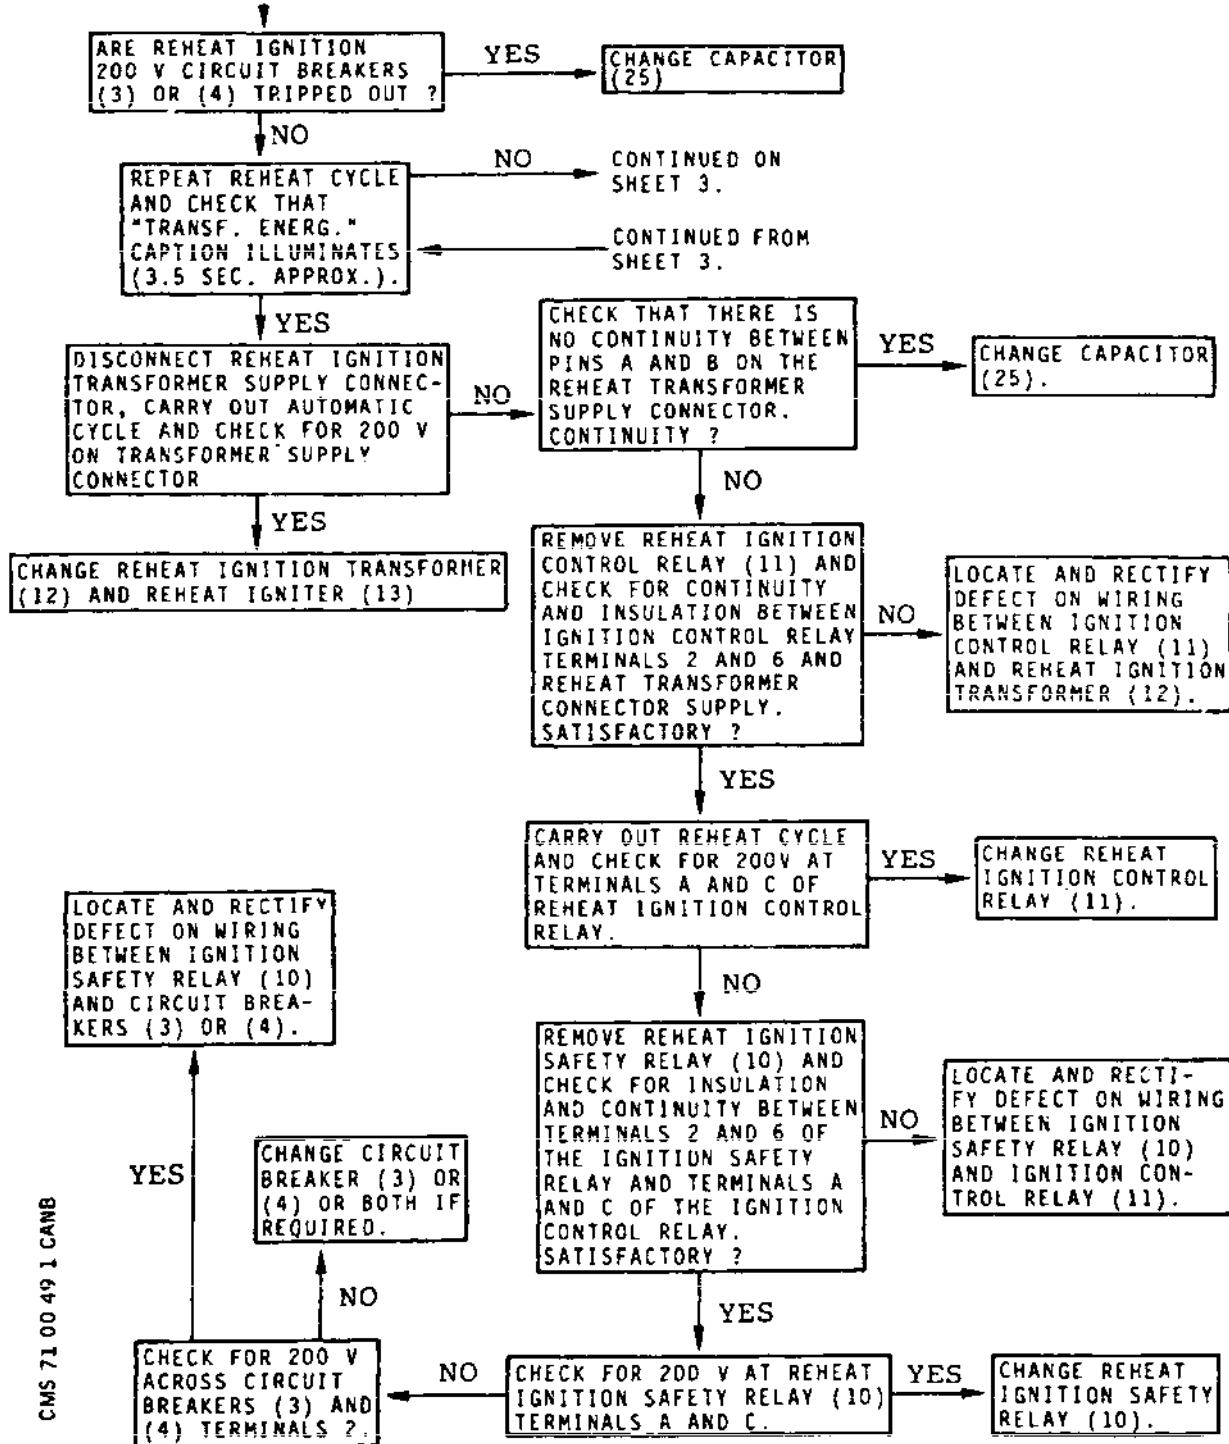 ARE REHEAT IGNITION
200 V CIRCUIT BREAKERS
(3) OR (4) TRIPPED OUT ?
YES
CHANGE CAPACITOR
(25)
NO
REPEAT REHEAT CYCLE
AND CHECK THAT
"TRANSF. ENERG."
CAPTION ILLUMINATES
(3.5 SEC. APPROX.).
NO
CONTINUED ON
SHEET 3.
CONTINUED FROM
SHEET 3.
YES
DISCONNECT REHEAT IGNITION
TRANSFORMER SUPPLY CONNEC-
TOR, CARRY OUT AUTOMATIC
CYCLE AND CHECK FOR 200 V
ON TRANSFORMER SUPPLY
CONNECTOR
NO
CHECK THAT THERE IS
NO CONTINUITY BETWEEN
PINS A AND B ON THE
REHEAT TRANSFORMER
SUPPLY CONNECTOR.
CONTINUITY ?
YES
CHANGE CAPACITOR
(25).
YES
CHANGE REHEAT IGNITION TRANSFORMER
(12) AND REHEAT IGNITER (13)
NO
REMOVE REHEAT IGNITION
CONTROL RELAY (11) AND
CHECK FOR CONTINUITY
AND INSULATION BETWEEN
IGNITION CONTROL RELAY
TERMINALS 2 AND 6 AND
REHEAT TRANSFORMER
CONNECTOR SUPPLY.
SATISFACTORY ?
NO
LOCATE AND RECTIFY
DEFECT ON WIRING
BETWEEN IGNITION
CONTROL RELAY (11)
AND REHEAT IGNITION
TRANSFORMER (12).
YES
CARRY OUT REHEAT CYCLE
AND CHECK FOR 200V AT
TERMINALS A AND C OF
REHEAT IGNITION CONTROL
RELAY.
YES
CHANGE REHEAT
IGNITION CONTROL
RELAY (11).
NO
REMOVE REHEAT IGNITION
SAFETY RELAY (10) AND
CHECK FOR INSULATION
AND CONTINUITY BETWEEN
TERMINALS 2 AND 6 OF
THE IGNITION SAFETY
RELAY AND TERMINALS A
AND C OF THE IGNITION
CONTROL RELAY.
SATISFACTORY ?
NO
LOCATE AND RECTI-
FY DEFECT ON WIRING
BETWEEN IGNITION
SAFETY RELAY (10)
AND IGNITION CON-
TROL RELAY (11).
YES
CHECK FOR 200 V AT REHEAT
IGNITION SAFETY RELAY (10)
TERMINALS A AND C.
YES
CHANGE REHEAT
IGNITION SAFETY
RELAY (10).
NO
CHECK FOR 200 V
ACROSS CIRCUIT
BREAKERS (3) AND
(4) TERMINALS 2.
NO
CHANGE CIRCUIT
BREAKER (3) OR
(4) OR BOTH IF
REQUIRED.
YES
LOCATE AND RECTIFY
DEFECT ON WIRING
BETWEEN IGNITION
SAFETY RELAY (10)
AND CIRCUIT BREA-
KERS (3) OR (4).
CMS 71 00 49 1 CANB